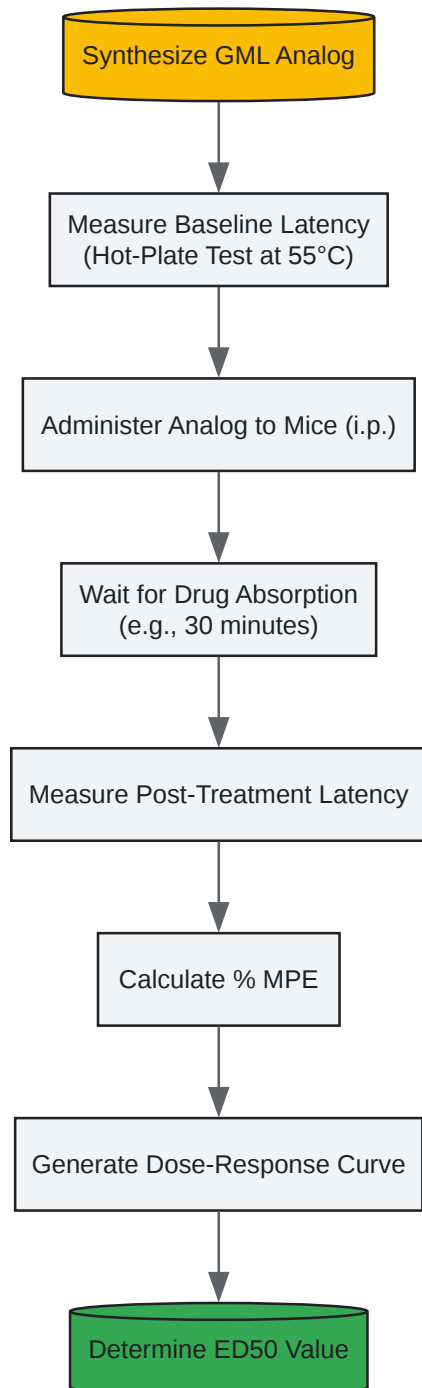 Synthesize GML Analog
Measure Baseline Latency
(Hot-Plate Test at 55°C)
Administer Analog to Mice (i.p.)
Wait for Drug Absorption
(e.g., 30 minutes)
Measure Post-Treatment Latency
Calculate % MPE
Generate Dose-Response Curve
Determine ED50 Value